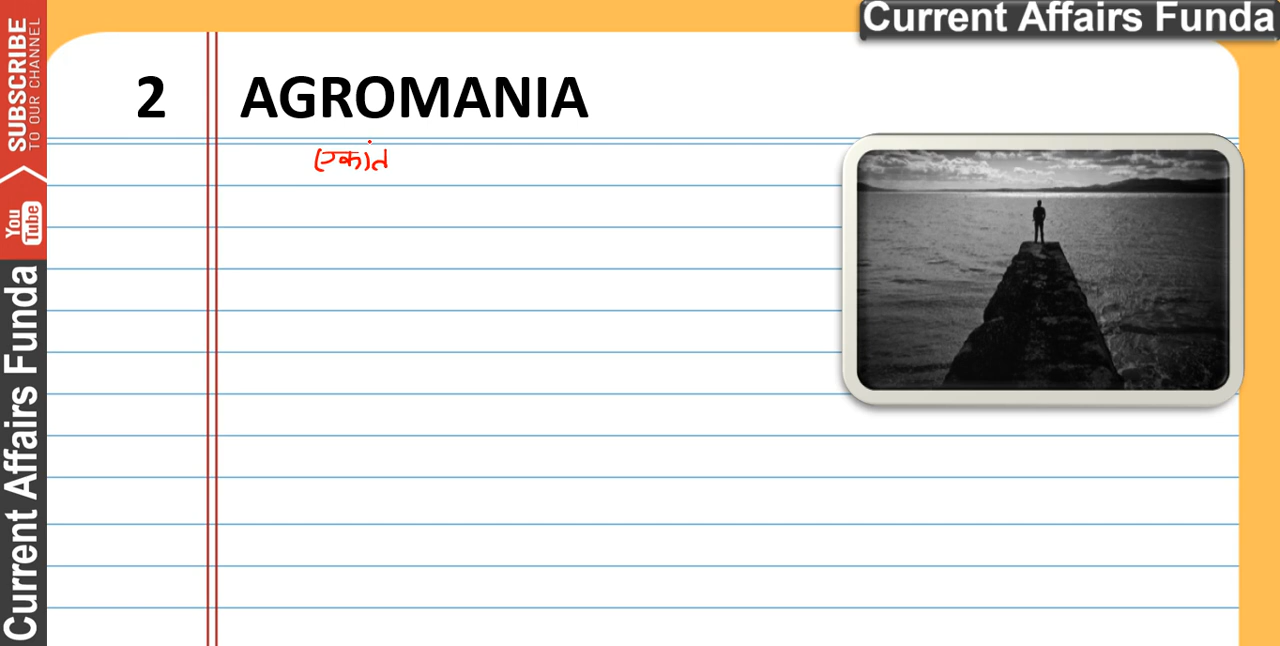 Current Affairs Funda
SUBSCRIBE
TO OUR CHANNEL
2 AGROMANIA
एकांत
You
Tube
Current Affairs Funda